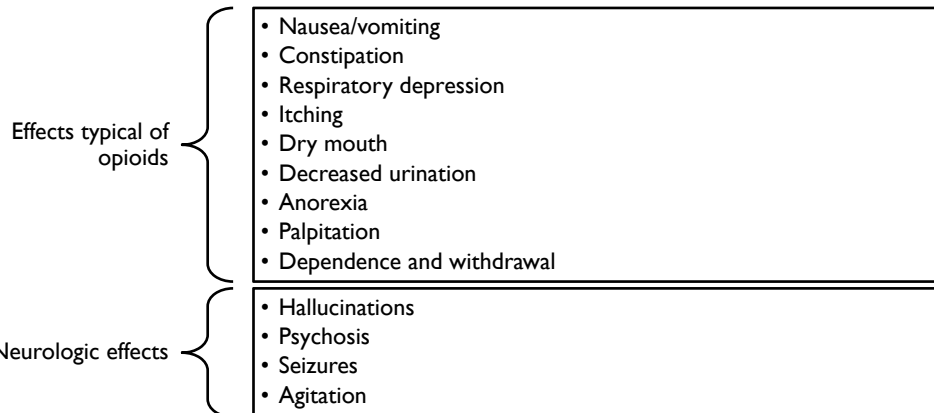 Effects typical of
opioids
• Nausea/vomiting
• Constipation
• Respiratory depression
• Itching
• Dry mouth
• Decreased urination
• Anorexia
• Palpitation
• Dependence and withdrawal
Neurologic effects
• Hallucinations
• Psychosis
• Seizures
• Agitation